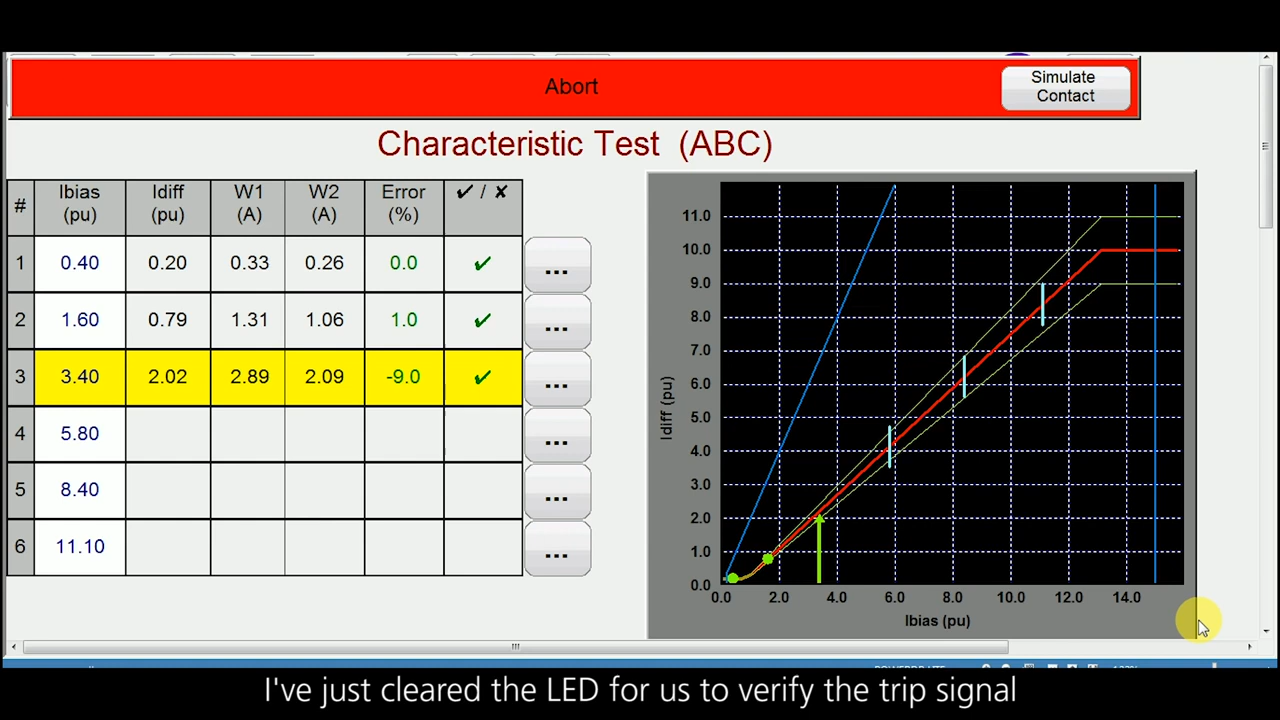 Abort
Simulate
Contact
Characteristic Test (ABC)
# Ibias (pu) Idiff (pu) W1 (A) W2 (A) Error (%) ✔ / ✘
1 0.40 0.20 0.33 0.26 0.0 ✔ ...
2 1.60 0.79 1.31 1.06 1.0 ✔ ...
3 3.40 2.02 2.89 2.09 -9.0 ✔ ...
4 5.80 ...
5 8.40 ...
6 11.10 ...
Idiff (pu)
11.0
10.0
9.0
8.0
7.0
6.0
5.0
4.0
3.0
2.0
1.0
0.0
0.0 2.0 4.0 6.0 8.0 10.0 12.0 14.0
Ibias (pu)
I've just cleared the LED for us to verify the trip signal